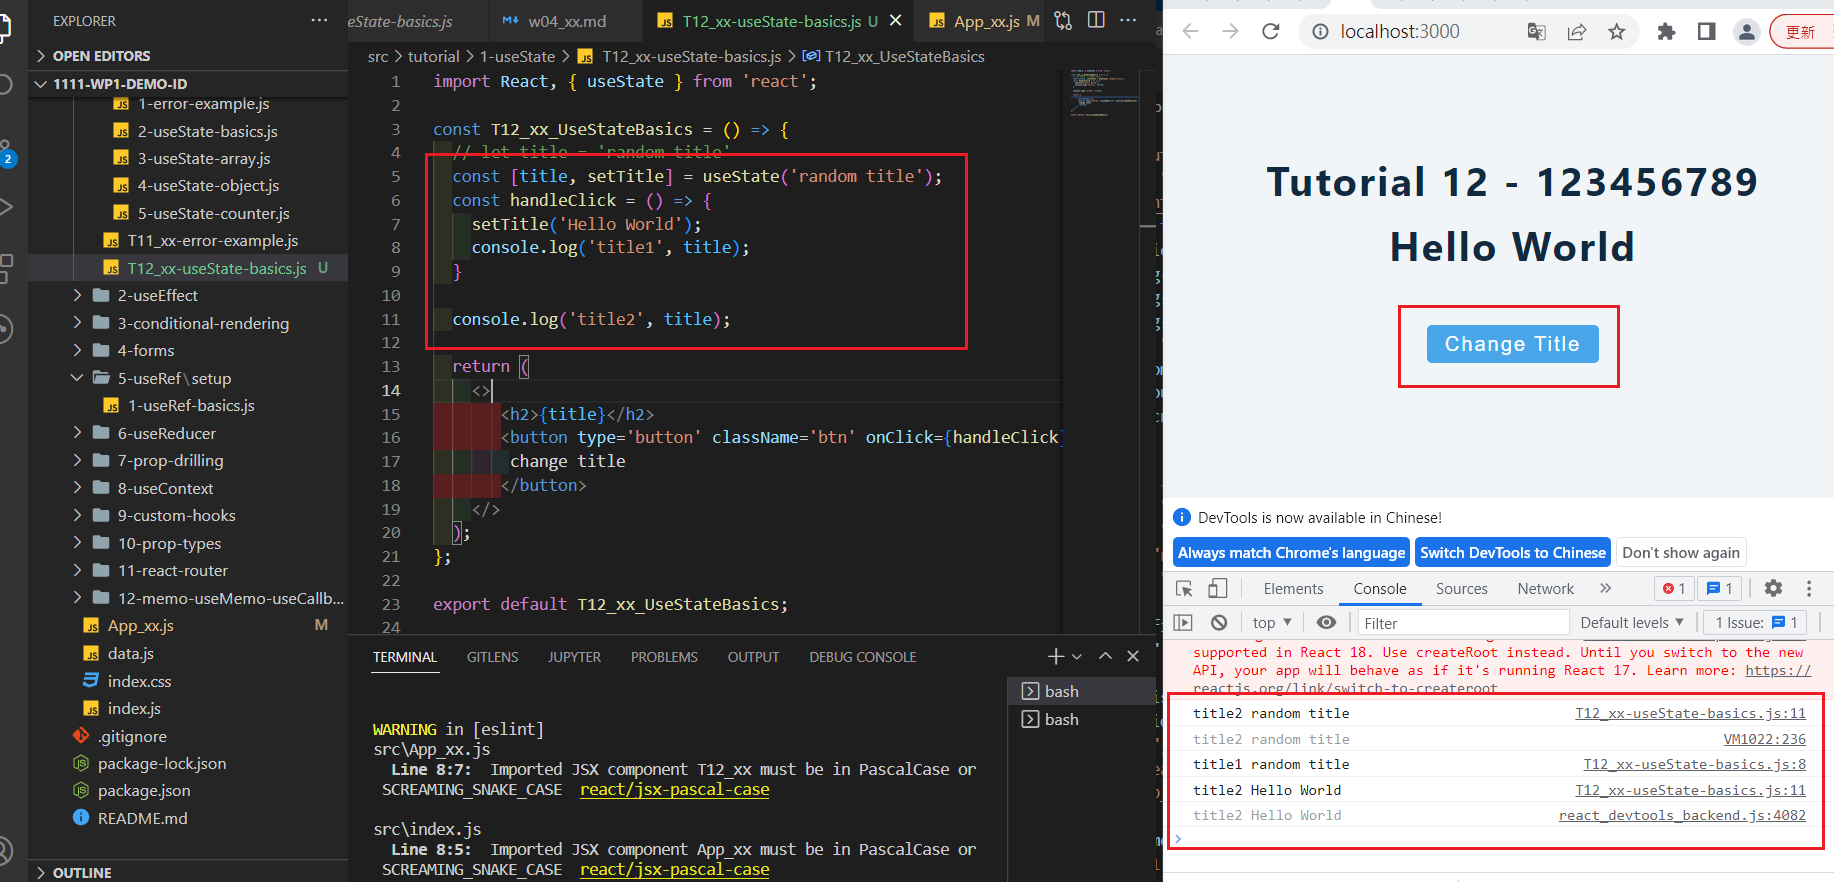 EXPLORER
OPEN EDITORS
1111-WP1-DEMO-ID
1-error-example.js
2-useState-basics.js
3-useState-array.js
4-useState-object.js
5-useState-counter.js
T11_xx-error-example.js
T12_xx-useState-basics.js U
2-useEffect
3-conditional-rendering
4-forms
5-useRef\setup
1-useRef-basics.js
6-useReducer
7-prop-drilling
8-useContext
9-custom-hooks
10-prop-types
11-react-router
12-memo-useMemo-useCallb...
App_xx.js M
data.js
index.css
index.js
.gitignore
package-lock.json
package.json
README.md
OUTLINE
2
eState-basics.js
w04_xx.md
T12_xx-useState-basics.js U
App_xx.js M
src > tutorial > 1-useState > T12_xx-useState-basics.js > T12_xx_UseStateBasics
1 import React, { useState } from 'react';
2
3 const T12_xx_UseStateBasics = () => {
4 // let title = 'random title'
5 const [title, setTitle] = useState('random title');
6 const handleClick = () => {
7 setTitle('Hello World');
8 console.log('title1', title);
9 }
10
11 console.log('title2', title);
12
13 return (
14 <>
15 <h2>{title}</h2>
16 <button type='button' className='btn' onClick={handleClick}
17 change title
18 </button>
19 </>
20 );
21 };
22
23 export default T12_xx_UseStateBasics;
24
TERMINAL GITLENS JUPYTER PROBLEMS OUTPUT DEBUG CONSOLE
bash
bash
WARNING in [eslint]
src\App_xx.js
Line 8:7: Imported JSX component T12_xx must be in PascalCase or
SCREAMING_SNAKE_CASE react/jsx-pascal-case
src\index.js
Line 8:5: Imported JSX component App_xx must be in PascalCase or
SCREAMING_SNAKE_CASE react/jsx-pascal-case
localhost:3000
更新
Tutorial 12 - 123456789
Hello World
Change Title
DevTools is now available in Chinese!
Always match Chrome's language
Switch DevTools to Chinese
Don't show again
Elements Console Sources Network » 1 1
top Filter Default levels 1 Issue: 1
supported in React 18. Use createRoot instead. Until you switch to the new
API, your app will behave as if it's running React 17. Learn more: https://
reactjs.org/link/switch-to-createroot
title2 random title T12_xx-useState-basics.js:11
title2 random title VM1022:236
title1 random title T12_xx-useState-basics.js:8
title2 Hello World T12_xx-useState-basics.js:11
title2 Hello World react_devtools_backend.js:4082